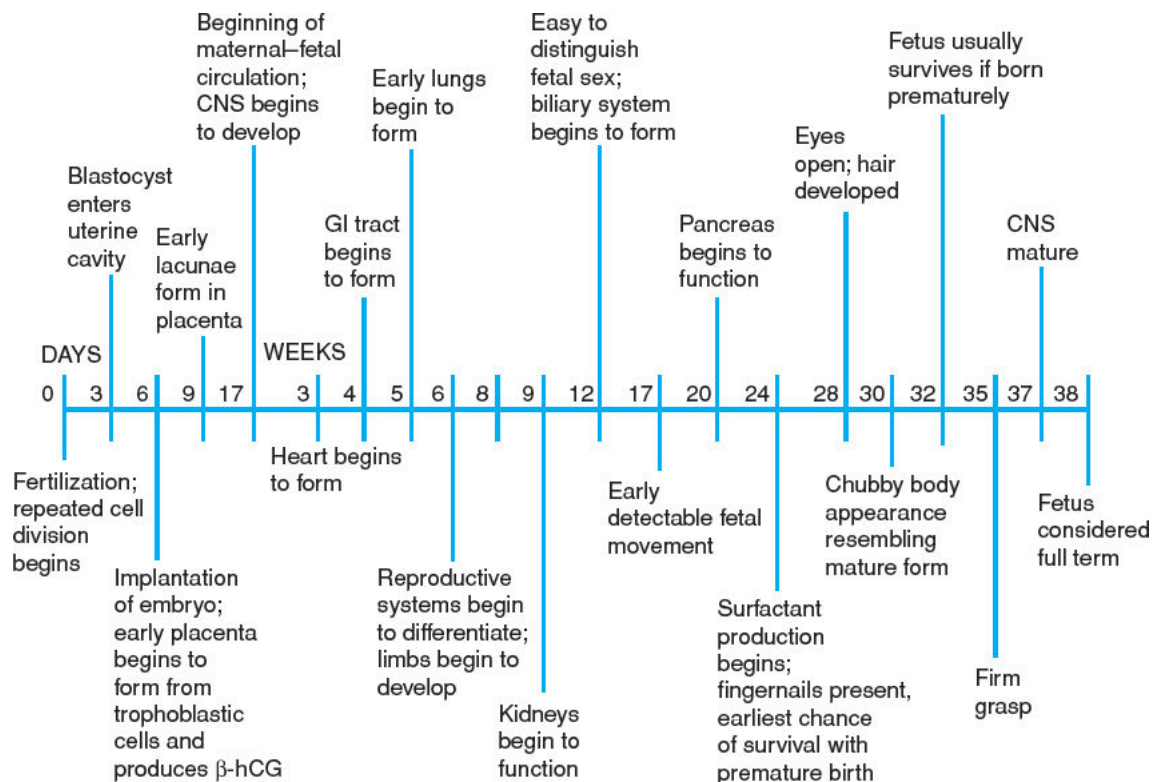 Beginning of
maternal–fetal
circulation;
CNS begins
to develop
Early lungs
begin to
form
Easy to
distinguish
fetal sex;
biliary system
begins to form
Fetus usually
survives if born
prematurely
Eyes
open; hair
developed
Blastocyst
enters
uterine
cavity
Early
lacunae
form in
placenta
GI tract
begins
to form
Pancreas
begins to
function
CNS
mature
DAYS
WEEKS
0 3 6 9 17 3 4 5 6 8 9 12 17 20 24 28 30 32 35 37 38
Fertilization;
repeated cell
division
begins
Implantation
of embryo;
early placenta
begins to
form from
trophoblastic
cells and
produces β-hCG
Heart begins
to form
Reproductive
systems begin
to differentiate;
limbs begin to
develop
Kidneys
begin to
function
Early
detectable fetal
movement
Surfactant
production
begins;
fingernails present,
earliest chance
of survival with
premature birth
Chubby body
appearance
resembling
mature form
Firm
grasp
Fetus
considered
full term